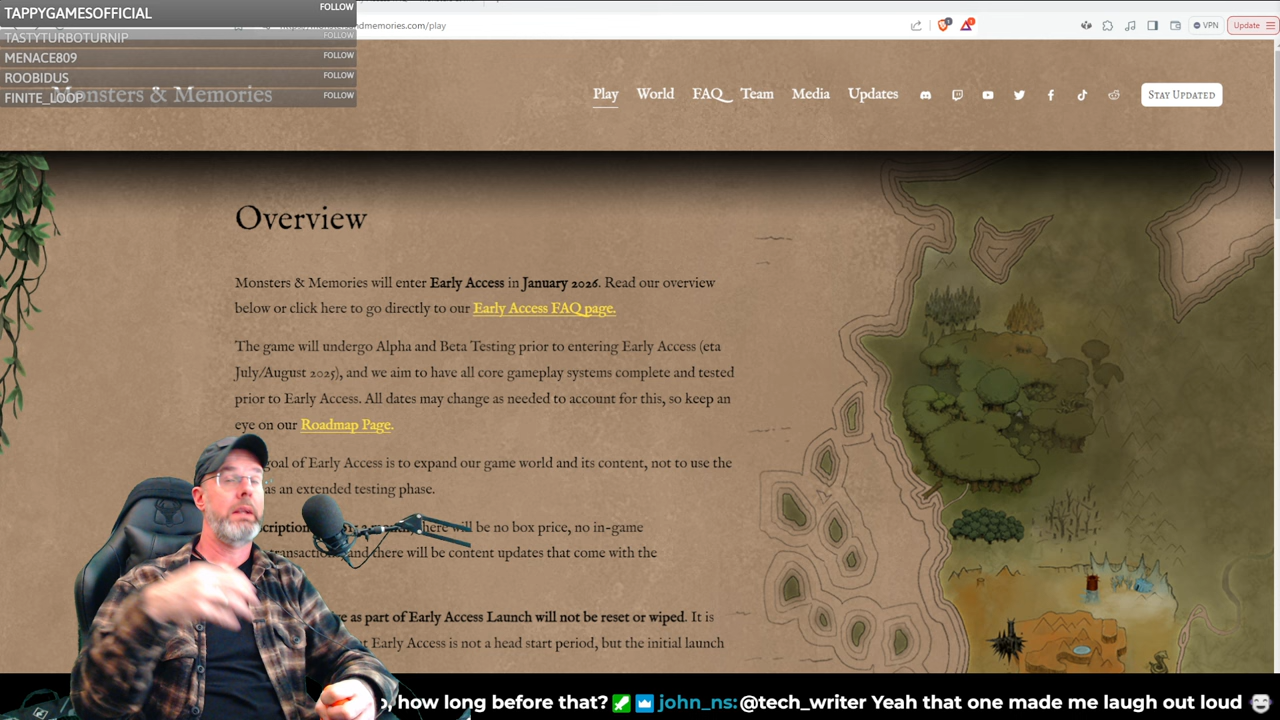 TAPPYGAMESOFFICIAL FOLLOW
TASTYTURBOTURNIP FOLLOW
MENACE809 FOLLOW
ROOBIDUS FOLLOW
FINITE_LOOP FOLLOW
ndmemories.com/play
VPN
Update
Monsters & Memories
Play World FAQ Team Media Updates
Stay Updated
Overview
Monsters & Memories will enter Early Access in January 2026. Read our overview
below or click here to go directly to our Early Access FAQ page.
The game will undergo Alpha and Beta Testing prior to entering Early Access (eta
July/August 2025), and we aim to have all core gameplay systems complete and tested
prior to Early Access. All dates may change as needed to account for this, so keep an
eye on our Roadmap Page.
goal of Early Access is to expand our game world and its content, not to use the
as an extended testing phase.
here will be no box price, no in-game
and there will be content updates that come with the
as part of Early Access Launch will not be reset or wiped. It is
Early Access is not a head start period, but the initial launch
, how long before that? john_ns: @tech_writer Yeah that one made me laugh out loud